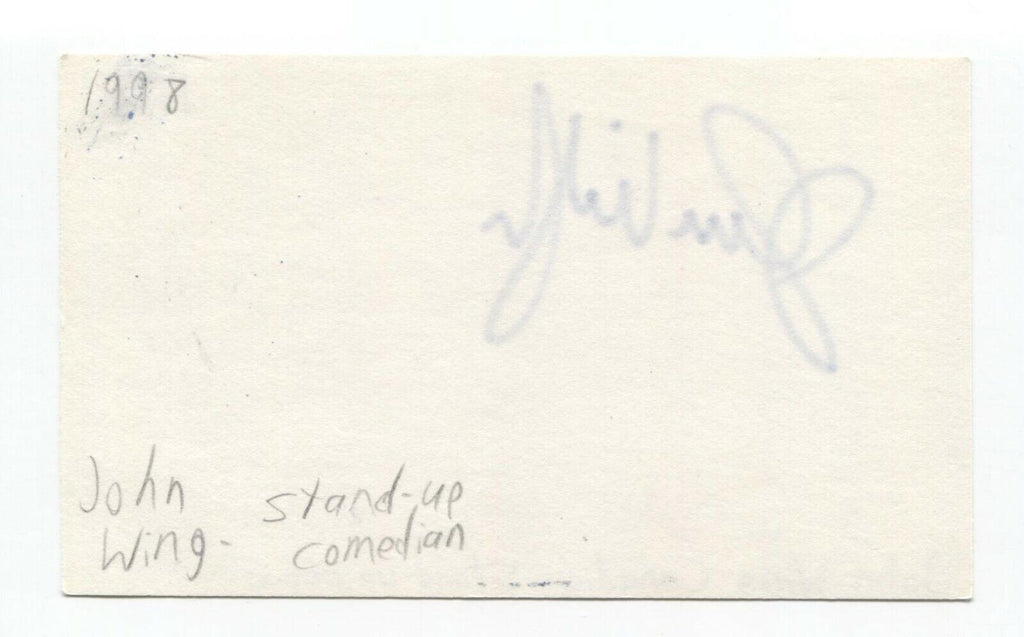 1998
John stand-up
Wing- comedian